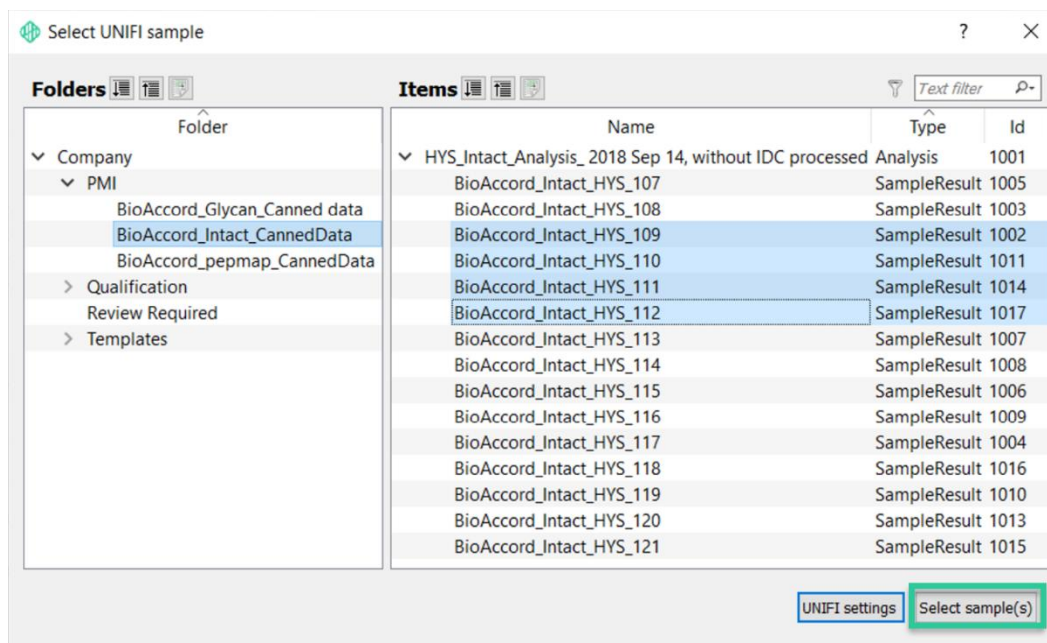 Select UNIFI sample ? ×
Folders Items Text filter
Folder Name Type Id
Company HYS_Intact_Analysis_ 2018 Sep 14, without IDC processed Analysis 1001
PMI BioAccord_Intact_HYS_107 SampleResult 1005
BioAccord_Glycan_Canned data BioAccord_Intact_HYS_108 SampleResult 1003
BioAccord_Intact_CannedData BioAccord_Intact_HYS_109 SampleResult 1002
BioAccord_pepmap_CannedData BioAccord_Intact_HYS_110 SampleResult 1011
Qualification BioAccord_Intact_HYS_111 SampleResult 1014
Review Required BioAccord_Intact_HYS_112 SampleResult 1017
Templates BioAccord_Intact_HYS_113 SampleResult 1007
BioAccord_Intact_HYS_114 SampleResult 1008
BioAccord_Intact_HYS_115 SampleResult 1006
BioAccord_Intact_HYS_116 SampleResult 1009
BioAccord_Intact_HYS_117 SampleResult 1004
BioAccord_Intact_HYS_118 SampleResult 1016
BioAccord_Intact_HYS_119 SampleResult 1010
BioAccord_Intact_HYS_120 SampleResult 1013
BioAccord_Intact_HYS_121 SampleResult 1015
UNIFI settings Select sample(s)